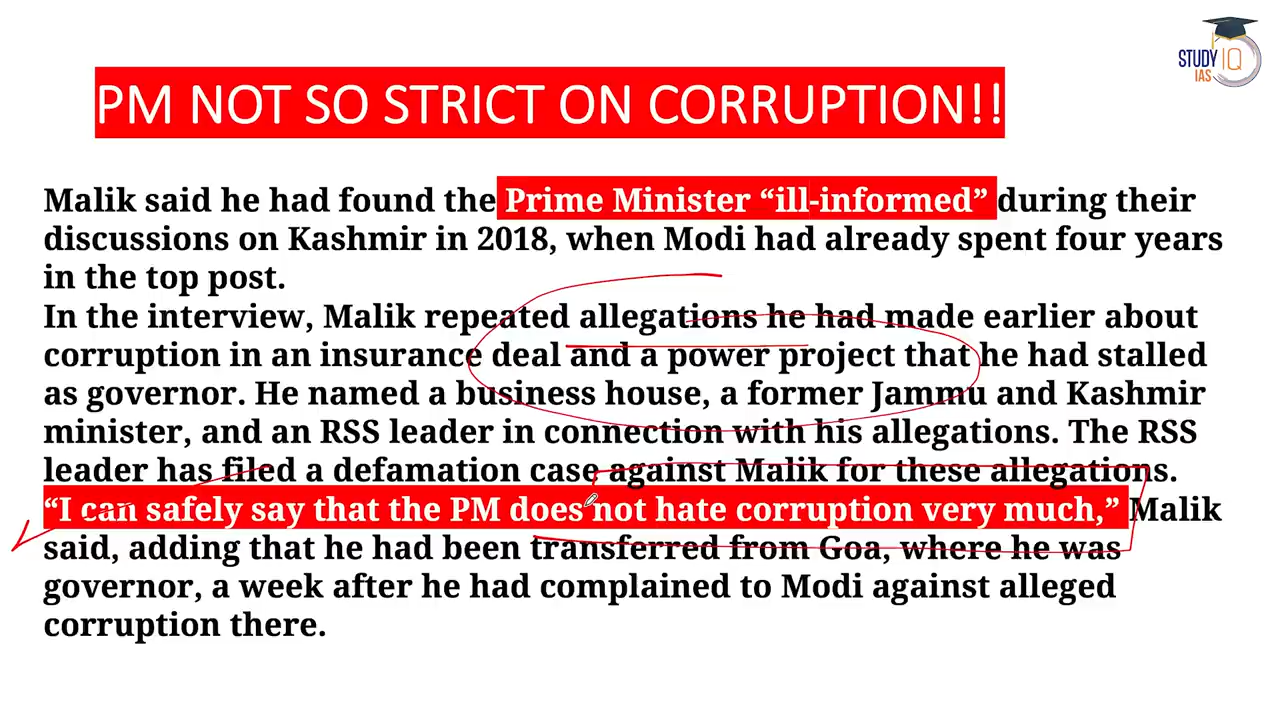 STUDY IQ
IAS
PM NOT SO STRICT ON CORRUPTION!!
Malik said he had found the Prime Minister “ill-informed” during their
discussions on Kashmir in 2018, when Modi had already spent four years
in the top post.
In the interview, Malik repeated allegations he had made earlier about
corruption in an insurance deal and a power project that he had stalled
as governor. He named a business house, a former Jammu and Kashmir
minister, and an RSS leader in connection with his allegations. The RSS
leader has filed a defamation case against Malik for these allegations.
“I can safely say that the PM does not hate corruption very much,” Malik
said, adding that he had been transferred from Goa, where he was
governor, a week after he had complained to Modi against alleged
corruption there.